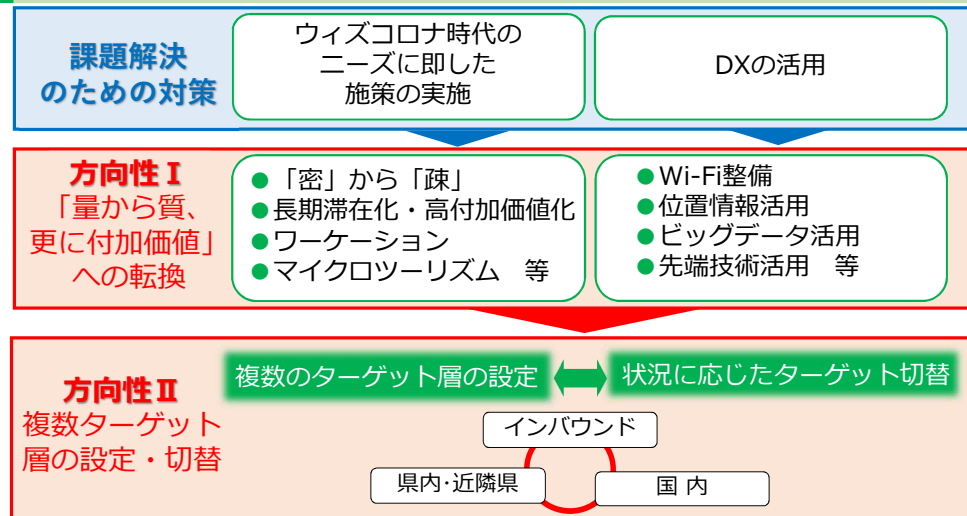 課題解決
のための対策
ウィズコロナ時代の
ニーズに即した
施策の実施
DXの活用
方向性Ⅰ
「量から質、
更に付加価値」
への転換
●「密」から「疎」
●長期滞在化・高付加価値化
●ワーケーション
●マイクロツーリズム　等
●Wi-Fi整備
●位置情報活用
●ビッグデータ活用
●先端技術活用　等
方向性Ⅱ
複数ターゲット
層の設定・切替
複数のターゲット層の設定
状況に応じたターゲット切替
インバウンド
県内･近隣県
国 内